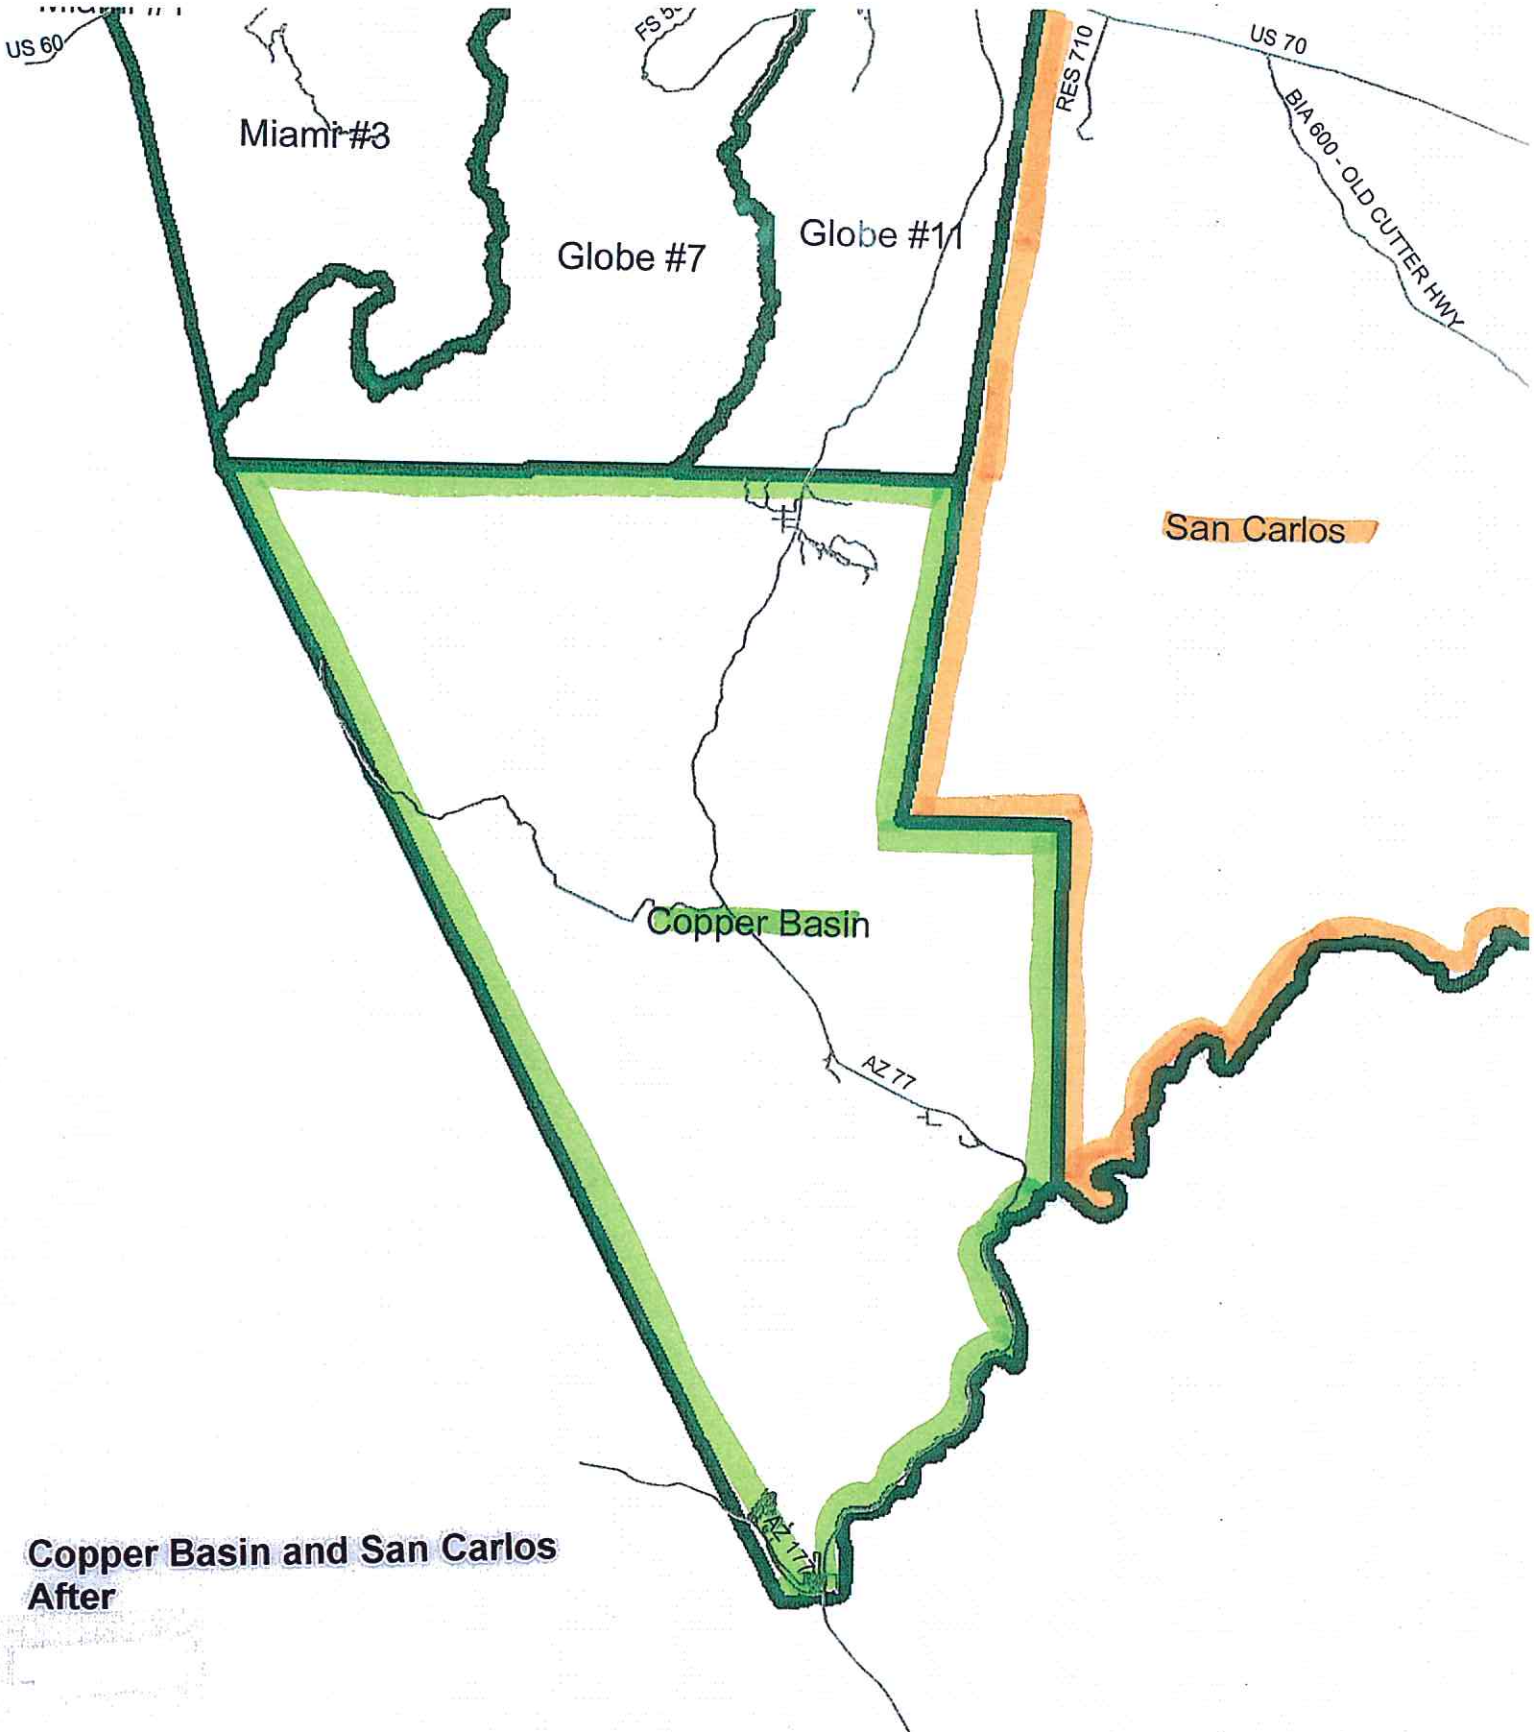 US 60
FS 55
RES 710
US 70
Miami #3
BIA 600 - OLD CUTTER HWY
Globe #7
Globe #11
San Carlos
Copper Basin
AZ 77
AZ 177
Copper Basin and San Carlos
After